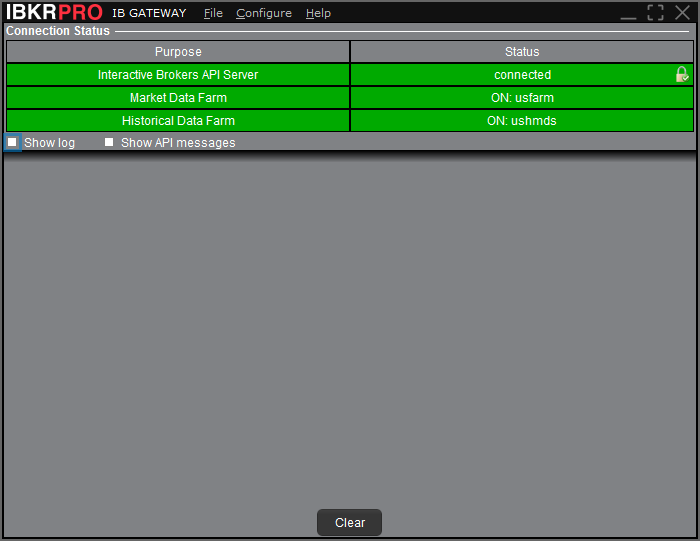 IBKRPRO IB GATEWAY File Configure Help
Connection Status
Purpose Status
Interactive Brokers API Server connected
Market Data Farm ON: usfarm
Historical Data Farm ON: ushmds
Show log Show API messages
Clear